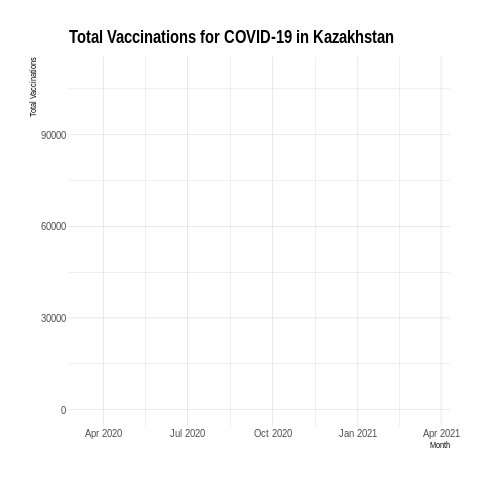 Total Vaccinations for COVID-19 in Kazakhstan
Total Vaccinations
90000
60000
30000
0
Apr 2020 Jul 2020 Oct 2020 Jan 2021 Apr 2021
Month